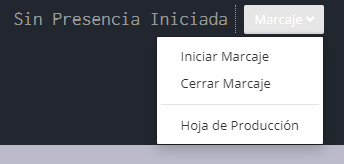 Sin Presencia Iniciada Marcaje
Iniciar Marcaje
Cerrar Marcaje
Hoja de Producción